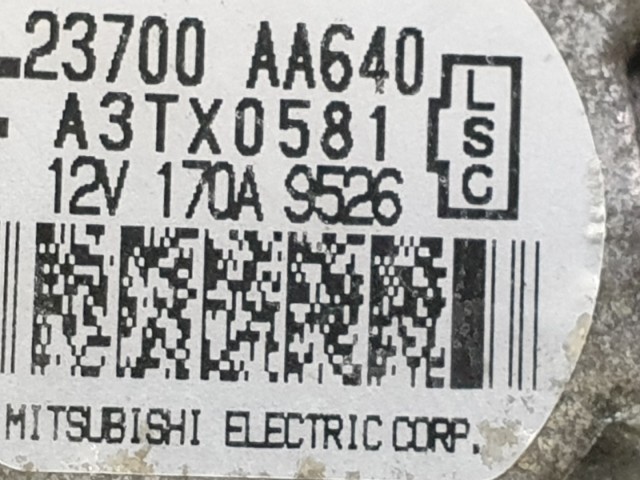 23700 AA640
A3TX0581
12V 170A 9526
L
S
C
MITSUBISHI ELECTRIC CORP.